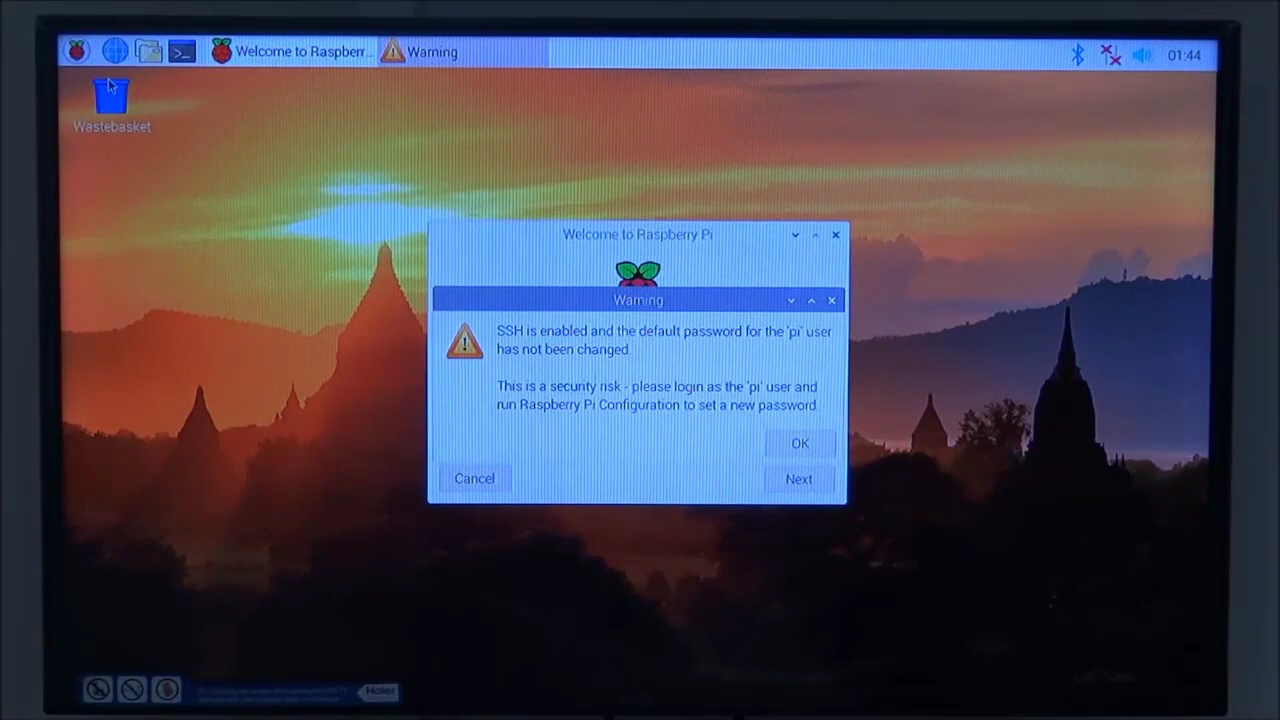 Welcome to Raspberr...
Warning
01:44
Wastebasket
Welcome to Raspberry Pi
Warning
SSH is enabled and the default password for the 'pi' user
has not been changed.
This is a security risk - please login as the 'pi' user and
run Raspberry Pi Configuration to set a new password.
OK
Cancel
Next
Haier